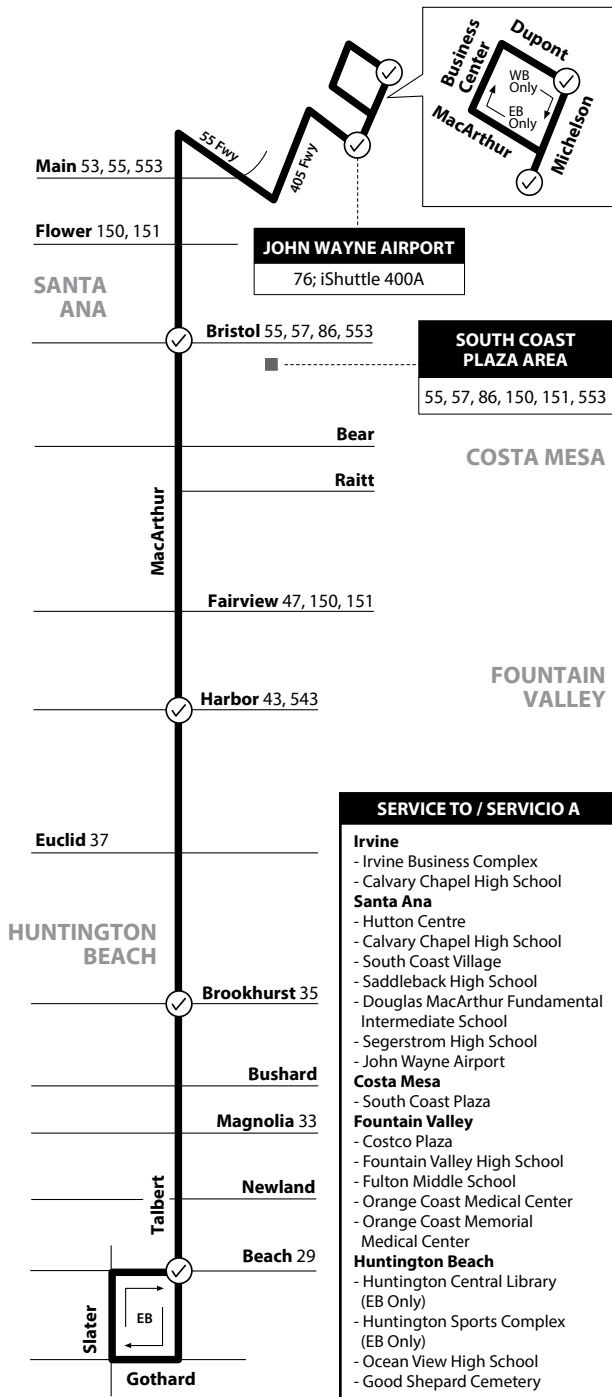 Business
Center
Dupont
WB
Only
EB
Only
MacArthur
Michelson
55 Fwy
405 Fwy
Main 53, 55, 553
Flower 150, 151
JOHN WAYNE AIRPORT
76; iShuttle 400A
SANTA
ANA
Bristol 55, 57, 86, 553
SOUTH COAST
PLAZA AREA
55, 57, 86, 150, 151, 553
Bear
COSTA MESA
Raitt
MacArthur
Fairview 47, 150, 151
FOUNTAIN
VALLEY
Harbor 43, 543
Euclid 37
HUNTINGTON
BEACH
Brookhurst 35
Bushard
Magnolia 33
Newland
Talbert
Beach 29
Slater
EB
Gothard
SERVICE TO / SERVICIO A
Irvine
- Irvine Business Complex
- Calvary Chapel High School
Santa Ana
- Hutton Centre
- Calvary Chapel High School
- South Coast Village
- Saddleback High School
- Douglas MacArthur Fundamental
Intermediate School
- Segerstrom High School
- John Wayne Airport
Costa Mesa
- South Coast Plaza
Fountain Valley
- Costco Plaza
- Fountain Valley High School
- Fulton Middle School
- Orange Coast Medical Center
- Orange Coast Memorial
Medical Center
Huntington Beach
- Huntington Central Library
(EB Only)
- Huntington Sports Complex
(EB Only)
- Ocean View High School
- Good Shepard Cemetery